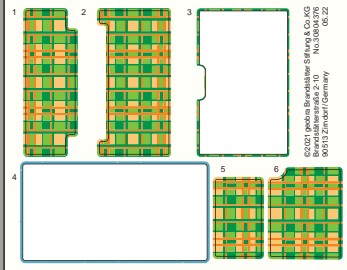 1
2
3
4
5
6
©2021 geobra Brandstätter Stiftung & Co.KG
Brandstätterstraße 2-10
90513 Zirndorf/Germany
No.30804376
05.22